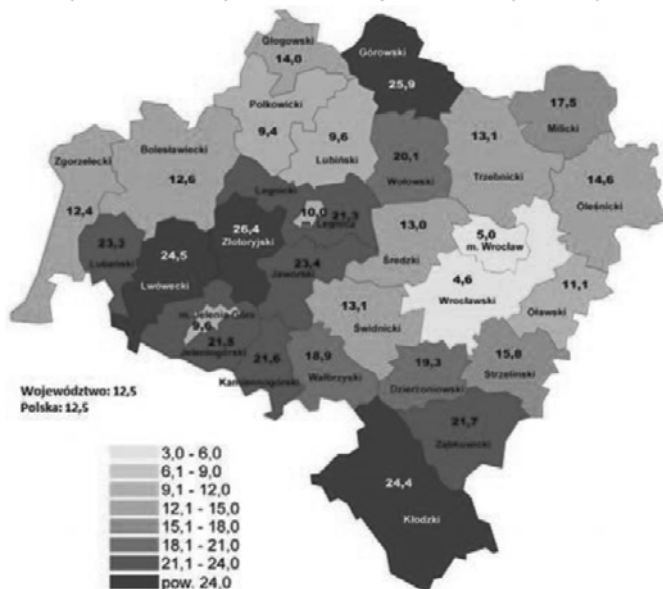 Głogowski
14,0
Górowski
25,9
Polkowicki
9,4
9,6
Lubiński
17,5
Milicki
13,1
Trzebnicki
20,1
Wołowski
Bolesławiecki
12,6
Zgorzelecki
12,4
14,6
Oleśnicki
Legnicki
10,0
21,3
m. Legnica
26,4
Złotoryjski
13,0
Średzki
5,0
m. Wrocław
23,3
Lubański
24,5
Lwówecki
23,4
Jaworski
4,6
Wrocławski
11,1
Oławski
13,1
Świdnicki
m. Jelenia Góra
9,6
Jeleniogórski
21,6
Kamiennogórski
18,9
Wałbrzyski
19,3
Dzierżoniowski
15,8
Strzeliński
Województwo: 12,5
Polska: 12,5
21,7
Ząbkowicki
24,4
Kłodzki
3,0 - 6,0
6,1 - 9,0
9,1 - 12,0
12,1 - 15,0
15,1 - 18,0
18,1 - 21,0
21,1 - 24,0
pow. 24,0